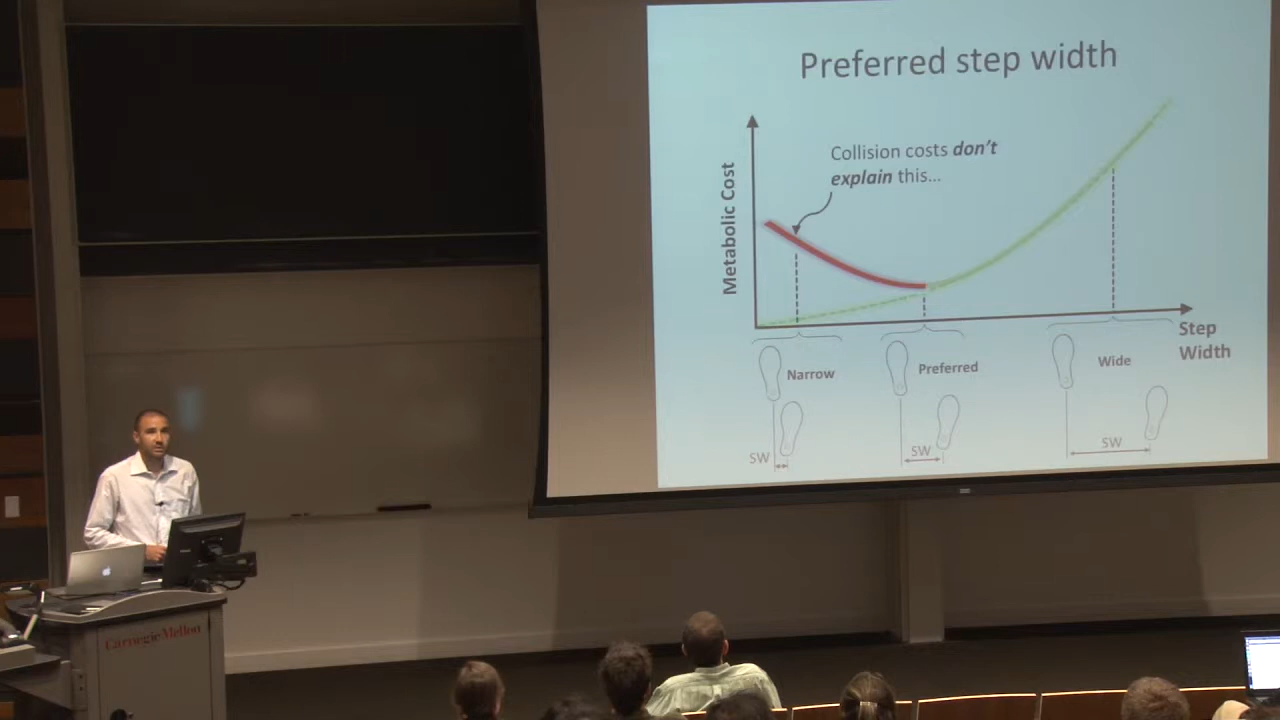 Preferred step width
Collision costs don't
explain this...
Metabolic Cost
Step
Width
Narrow
Preferred
Wide
SW
SW
SW
Carnegie Mellon